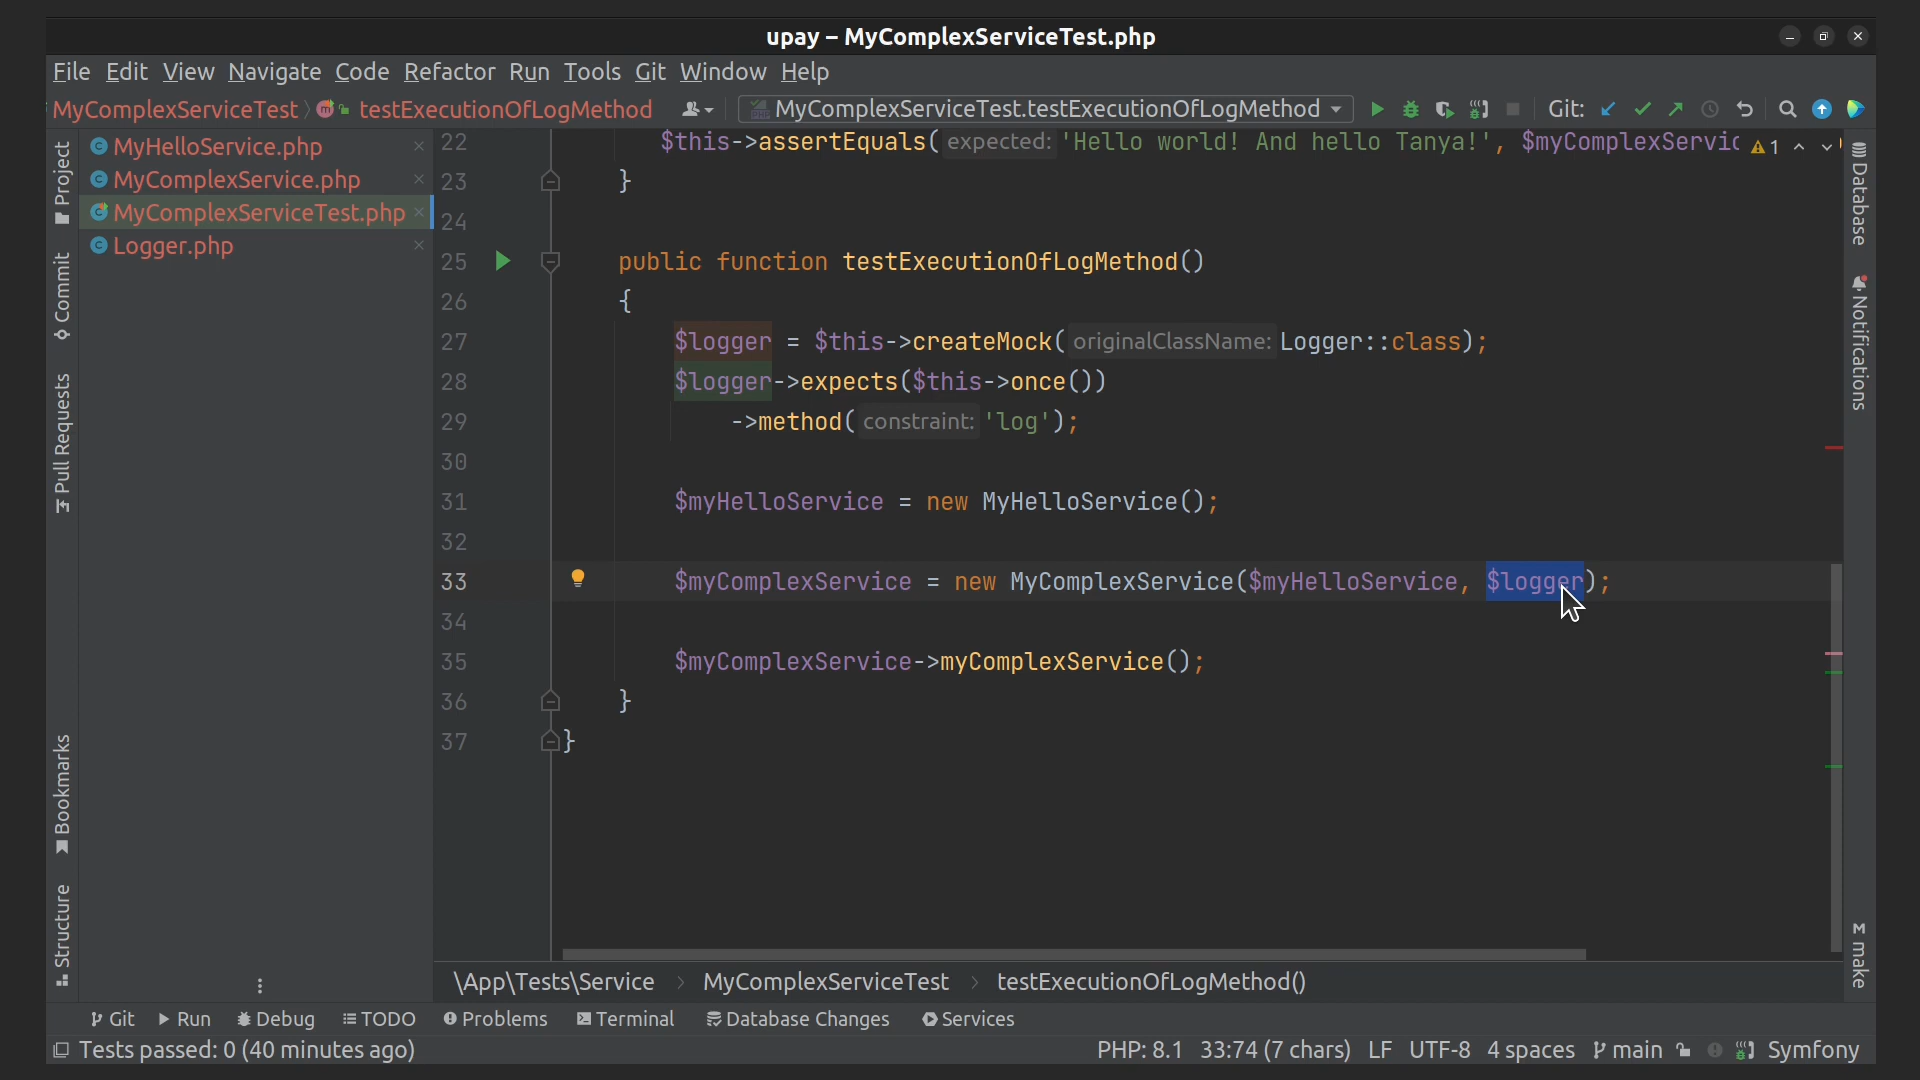 upay – MyComplexServiceTest.php
File Edit View Navigate Code Refactor Run Tools Git Window Help
MyComplexServiceTest testExecutionOfLogMethod MyComplexServiceTest.testExecutionOfLogMethod Git:
Project
Commit
Pull Requests
Bookmarks
Structure
MyHelloService.php
MyComplexService.php
MyComplexServiceTest.php
Logger.php
22 $this->assertEquals( expected: 'Hello world! And hello Tanya!', $myComplexServic 1
23 }
24
25 public function testExecutionOfLogMethod()
26 {
27 $logger = $this->createMock( originalClassName: Logger::class);
28 $logger->expects($this->once())
29 ->method( constraint: 'log');
30
31 $myHelloService = new MyHelloService();
32
33 $myComplexService = new MyComplexService($myHelloService, $logger);
34
35 $myComplexService->myComplexService();
36 }
37 }
Database
Notifications
make
\App\Tests\Service MyComplexServiceTest testExecutionOfLogMethod()
Git Run Debug TODO Problems Terminal Database Changes Services
Tests passed: 0 (40 minutes ago) PHP: 8.1 33:74 (7 chars) LF UTF-8 4 spaces main Symfony